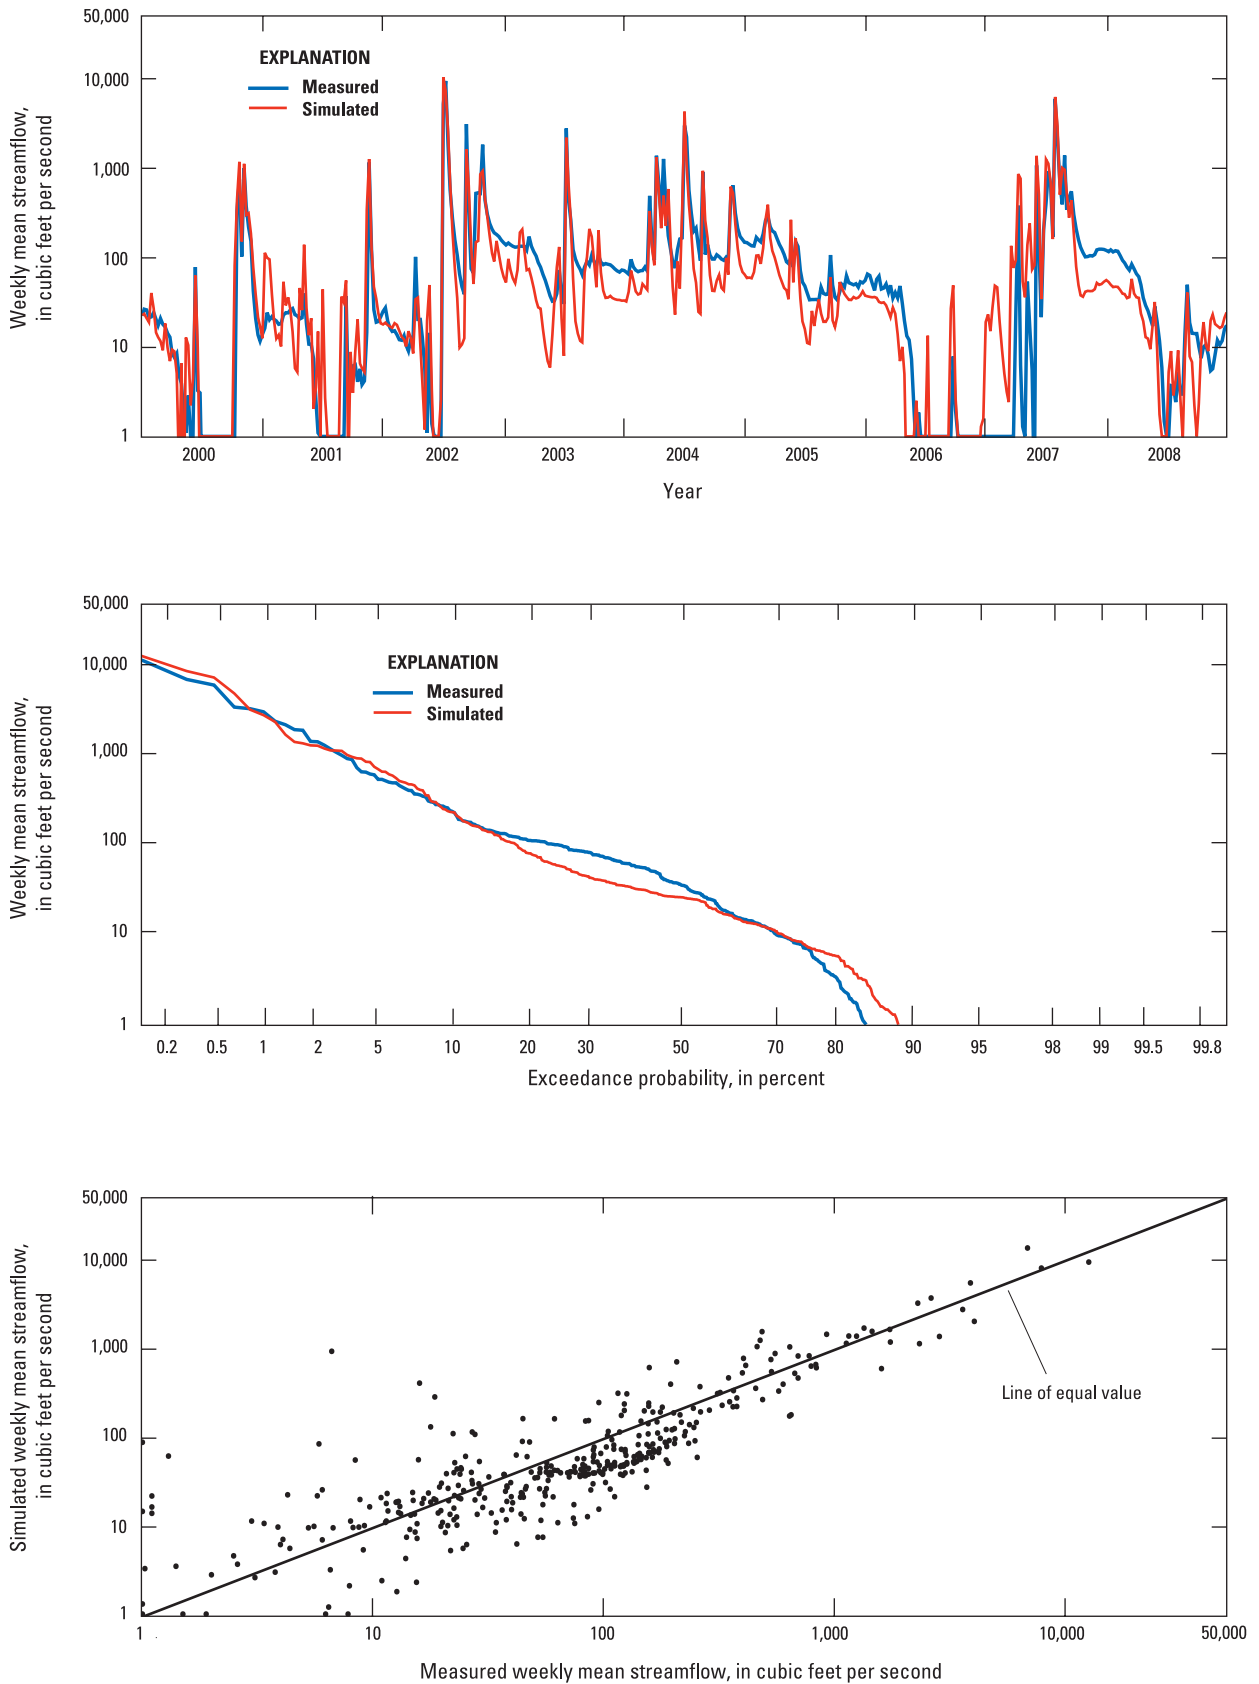 50,000
10,000
1,000
100
10
1
Weekly mean streamflow,
in cubic feet per second
EXPLANATION
Measured
Simulated
2000 2001 2002 2003 2004 2005 2006 2007 2008
Year
50,000
10,000
1,000
100
10
1
Weekly mean streamflow,
in cubic feet per second
EXPLANATION
Measured
Simulated
0.2 0.5 1 2 5 10 20 30 50 70 80 90 95 98 99 99.5 99.8
Exceedance probability, in percent
50,000
10,000
1,000
100
10
1
Simulated weekly mean streamflow,
in cubic feet per second
Line of equal value
1 10 100 1,000 10,000 50,000
Measured weekly mean streamflow, in cubic feet per second